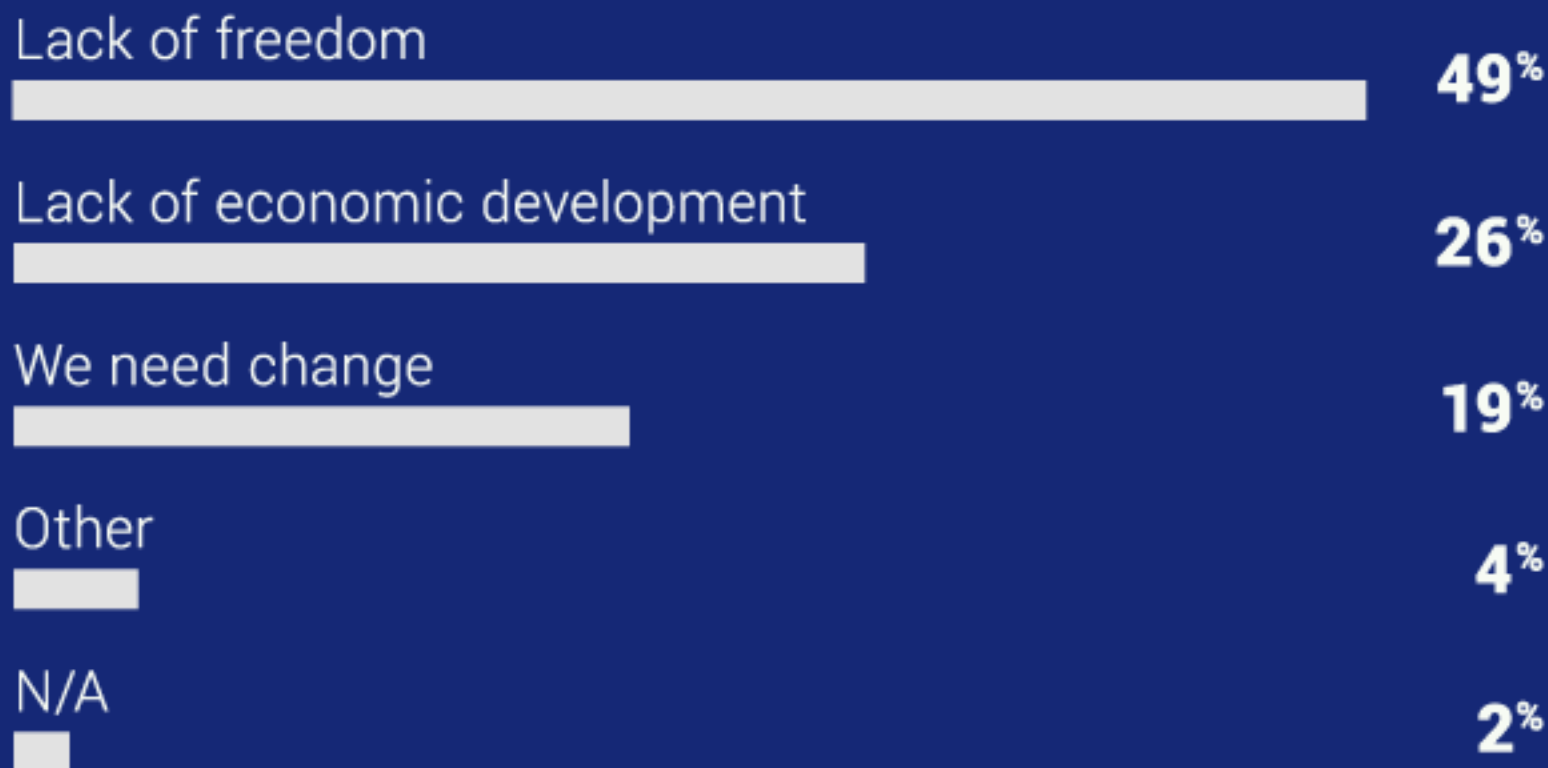 Lack of freedom
49%
Lack of economic development
26%
We need change
19%
Other
4%
N/A
2%